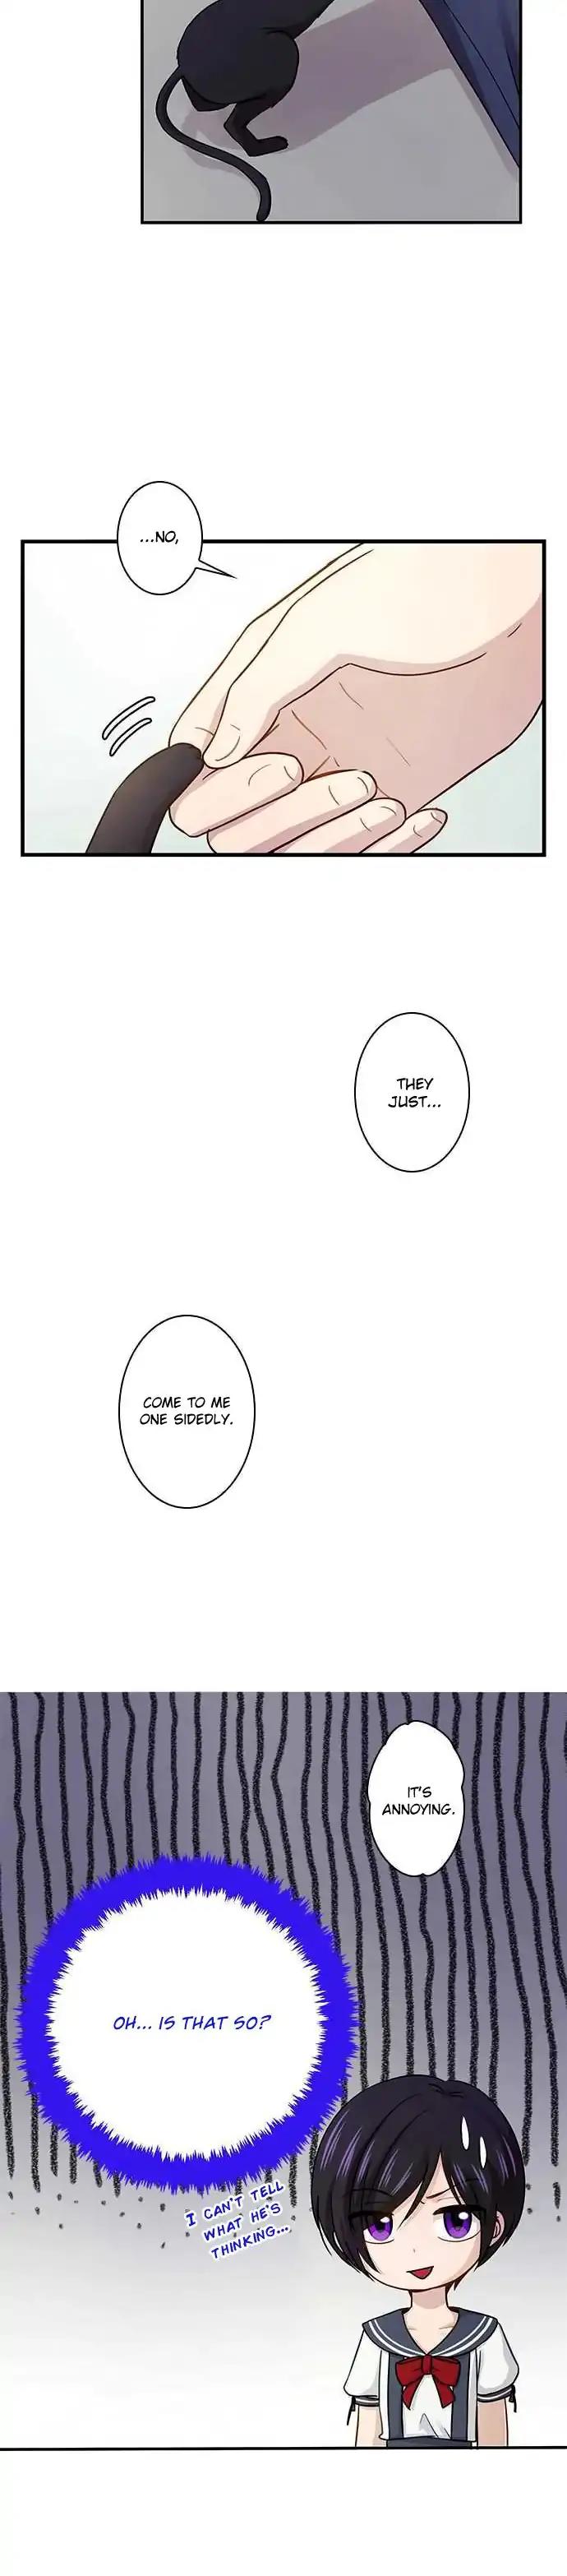 ...NO,
THEY
JUST...
COME TO ME
ONE SIDEDLY.
IT'S
ANNOYING.
OH... IS THAT SO?
I CAN'T TELL
WHAT HE'S
THINKING...